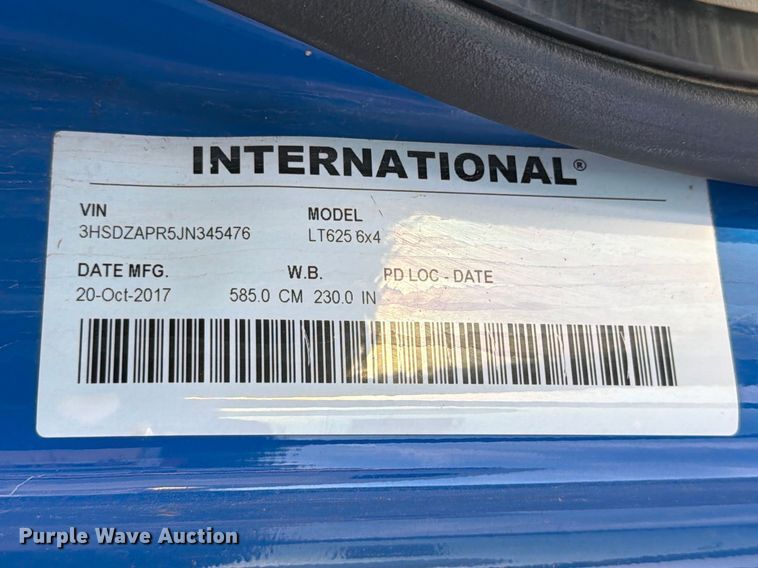 INTERNATIONAL®
VIN MODEL
3HSDZAPR5JN345476 LT625 6x4
DATE MFG. W.B. PD LOC - DATE
20-Oct-2017 585.0 CM 230.0 IN
Purple Wave Auction